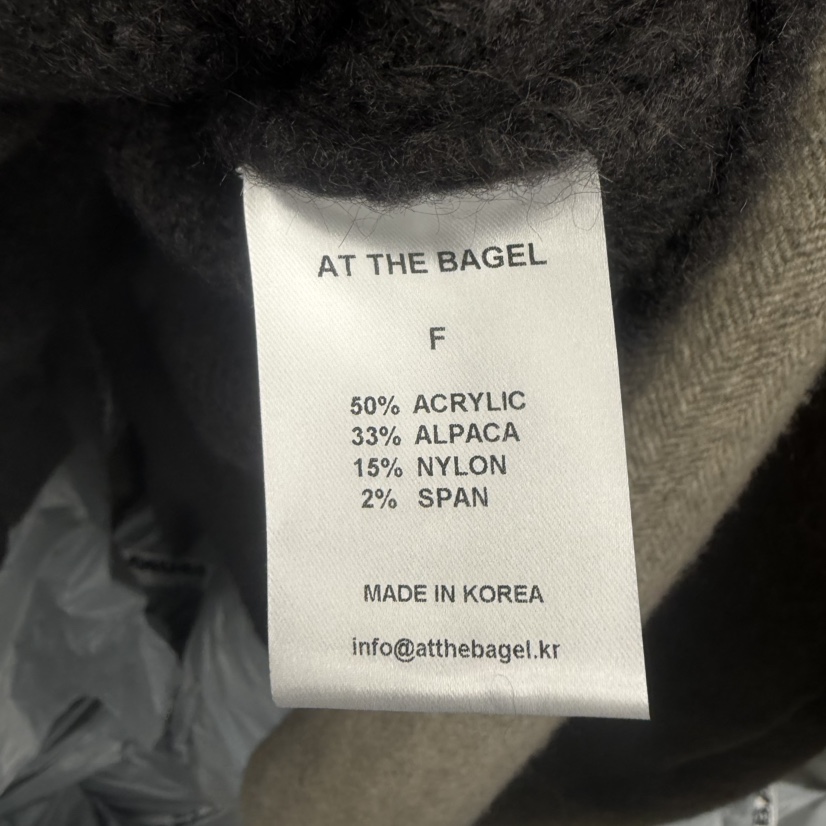 AT THE BAGEL
F
50% ACRYLIC
33% ALPACA
15% NYLON
2% SPAN
MADE IN KOREA
info@atthebagel.kr